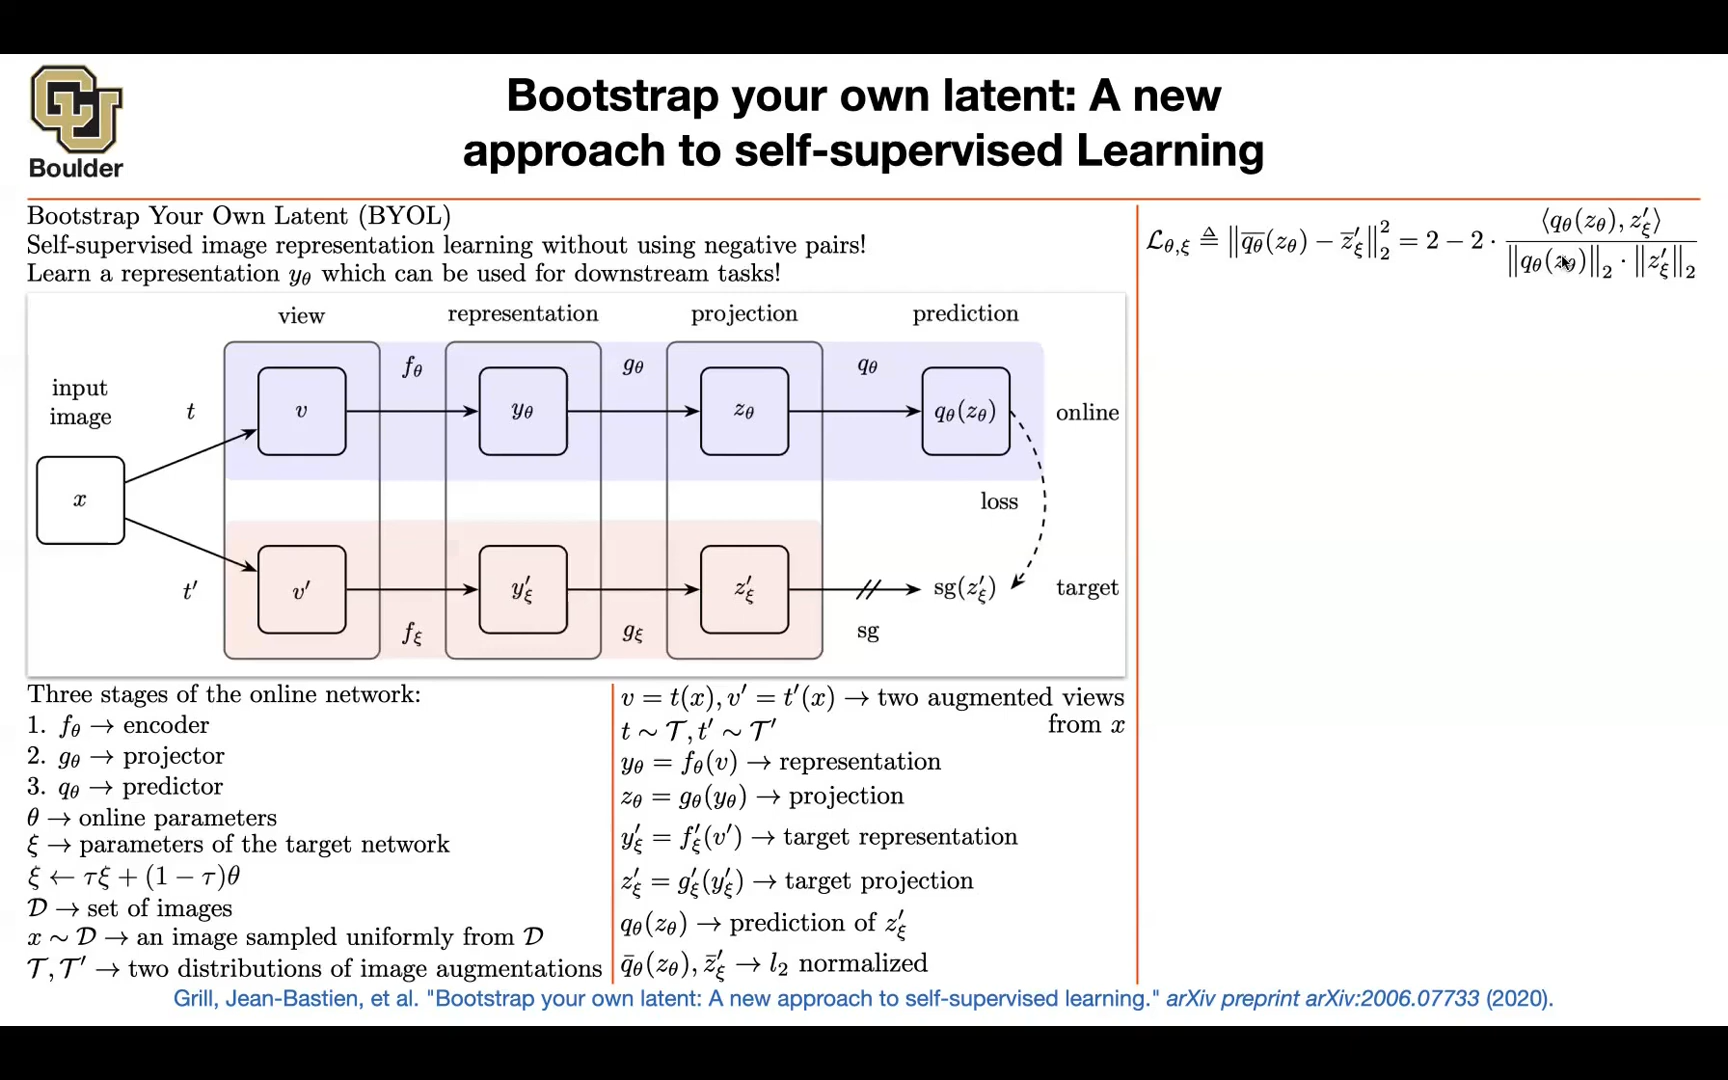 Boulder
Bootstrap your own latent: A new
approach to self-supervised Learning
Bootstrap Your Own Latent (BYOL)
Self-supervised image representation learning without using negative pairs!
Learn a representation y_θ which can be used for downstream tasks!
view representation projection prediction
input
image
t f_θ g_θ q_θ
v y_θ z_θ q_θ(z_θ) online
x
loss
t′ v′ y′_ξ z′_ξ sg(z′_ξ) target
f_ξ g_ξ sg
Three stages of the online network:
1. f_θ → encoder
2. g_θ → projector
3. q_θ → predictor
θ → online parameters
ξ → parameters of the target network
ξ ← τξ + (1 − τ)θ
𝒟 → set of images
x ∼ 𝒟 → an image sampled uniformly from 𝒟
𝒯, 𝒯′ → two distributions of image augmentations
v = t(x), v′ = t′(x) → two augmented views
from x
t ∼ 𝒯, t′ ∼ 𝒯′
y_θ = f_θ(v) → representation
z_θ = g_θ(y_θ) → projection
y′_ξ = f′_ξ(v′) → target representation
z′_ξ = g′_ξ(y′_ξ) → target projection
q_θ(z_θ) → prediction of z′_ξ
q̄_θ(z_θ), z̄′_ξ → l_2 normalized
ℒ_θ,ξ ≜ ‖q̄_θ(z_θ) − z̄′_ξ‖²_2 = 2 − 2 · ⟨q_θ(z_θ), z′_ξ⟩ / ‖q_θ(z_θ)‖_2 · ‖z′_ξ‖_2
Grill, Jean-Bastien, et al. "Bootstrap your own latent: A new approach to self-supervised learning." arXiv preprint arXiv:2006.07733 (2020).